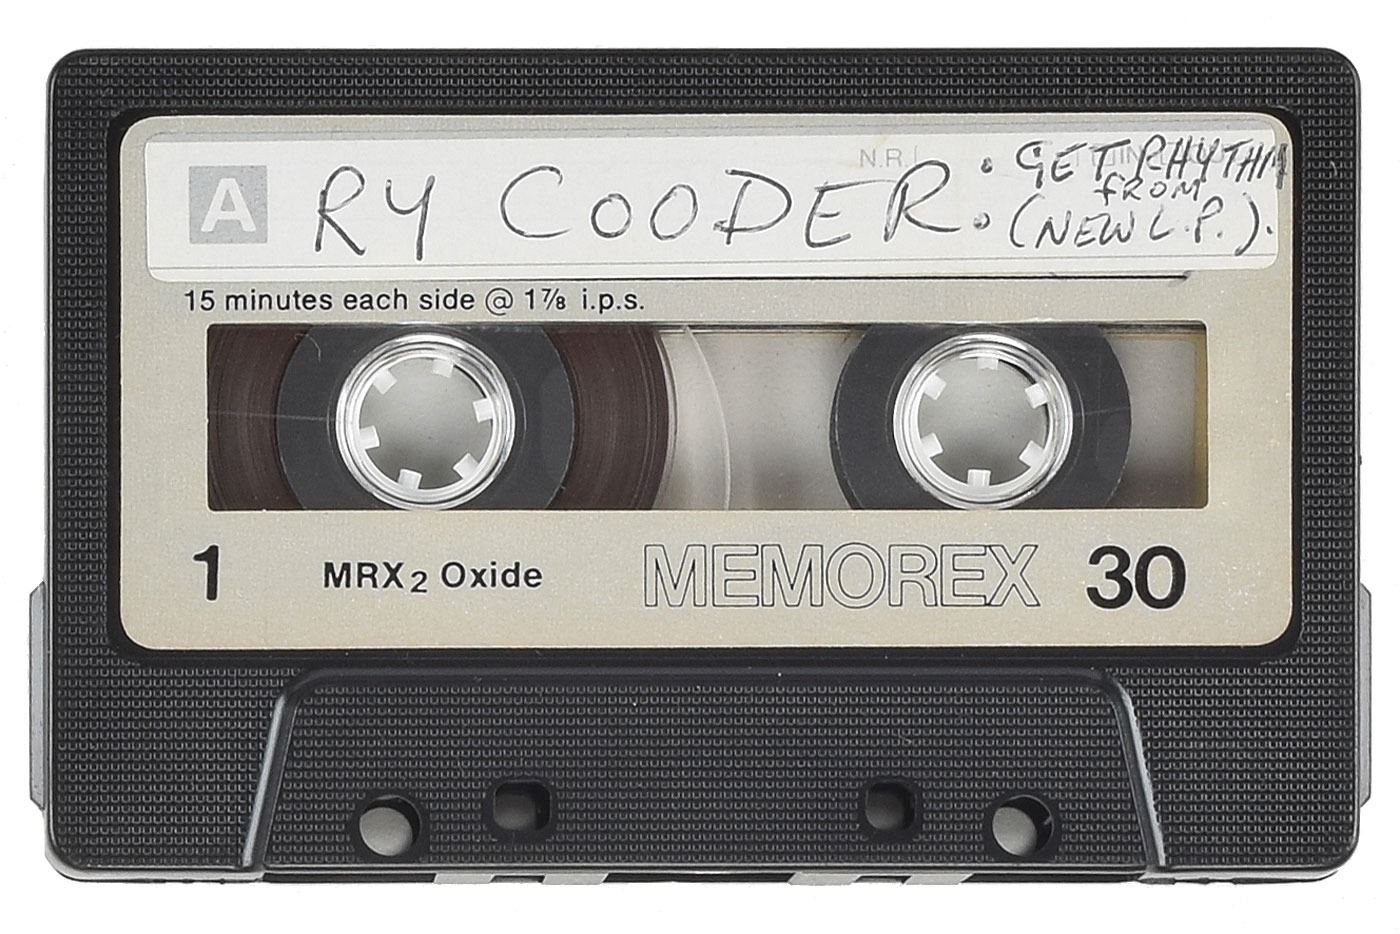 N.R.
: GET RHYTHM
A RY COODER FROM
: (NEW L.P.).
15 minutes each side @ 1⅞ i.p.s.
1 MRX₂ Oxide MEMOREX 30